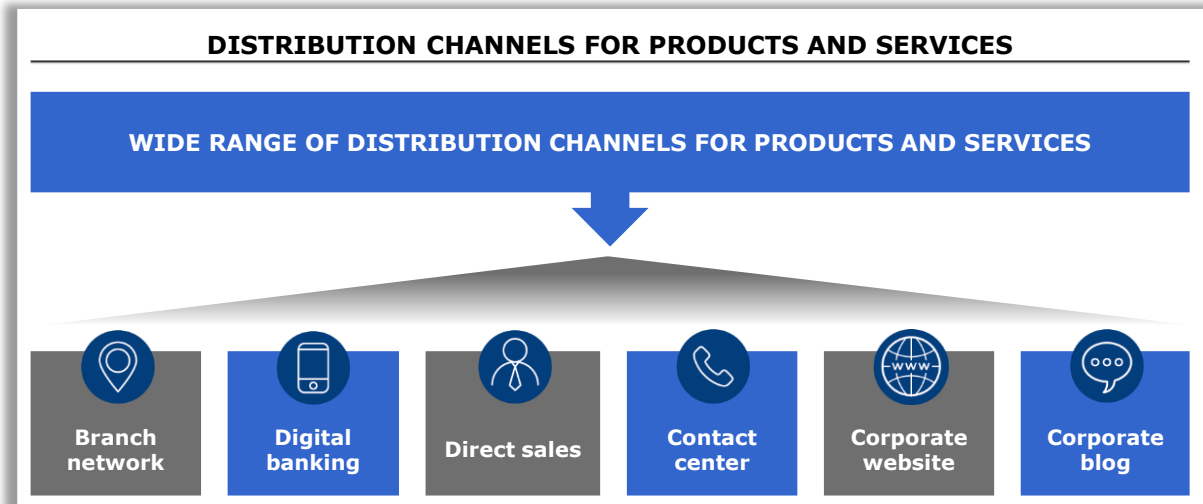 DISTRIBUTION CHANNELS FOR PRODUCTS AND SERVICES
WIDE RANGE OF DISTRIBUTION CHANNELS FOR PRODUCTS AND SERVICES
Branch
network
Digital
banking
Direct sales
Contact
center
WWW
Corporate
website
Corporate
blog